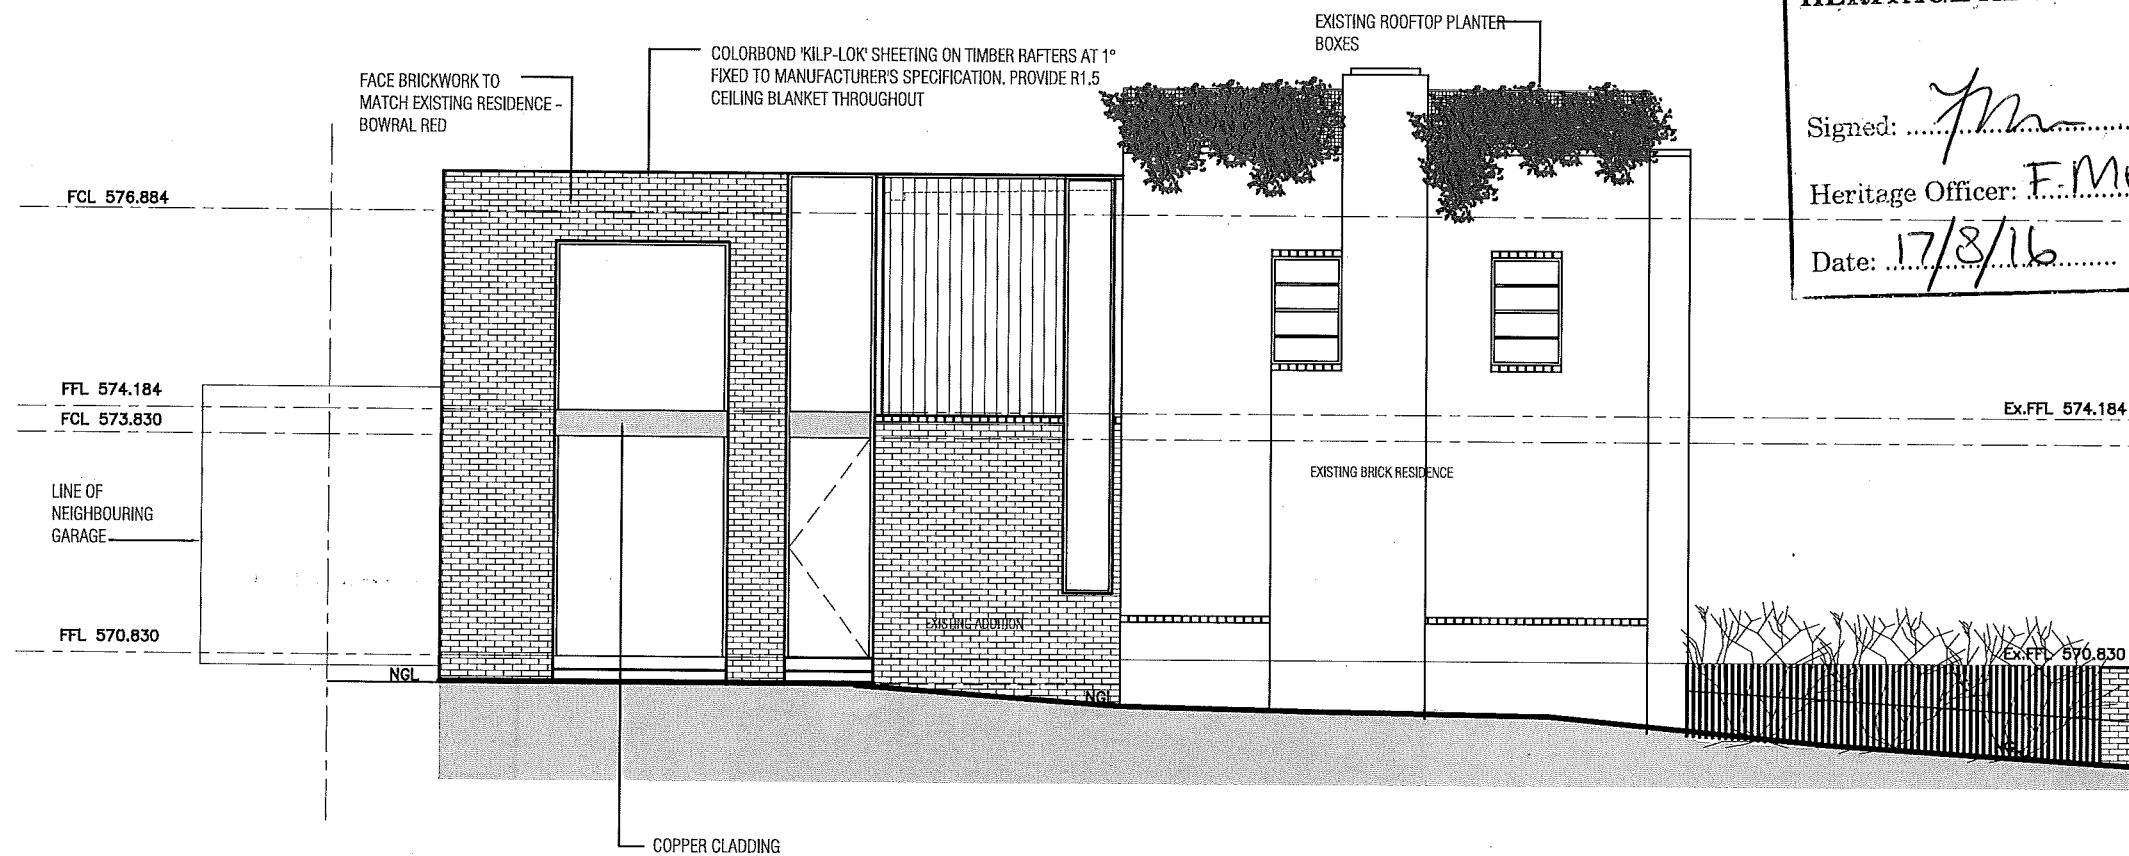 EXISTING ROOFTOP PLANTER
BOXES
COLORBOND 'KILP-LOK' SHEETING ON TIMBER RAFTERS AT 1°
FIXED TO MANUFACTURER'S SPECIFICATION. PROVIDE R1.5
CEILING BLANKET THROUGHOUT
FACE BRICKWORK TO
MATCH EXISTING RESIDENCE -
BOWRAL RED
Signed:
Heritage Officer: F.M
Date: 17/8/16
FCL 576.884
FFL 574.184
FCL 573.830
Ex.FFL 574.184
EXISTING BRICK RESIDENCE
LINE OF
NEIGHBOURING
GARAGE
EXISTING ADDITION
FFL 570.830
Ex.FFL 570.830
NGL
NGL
COPPER CLADDING